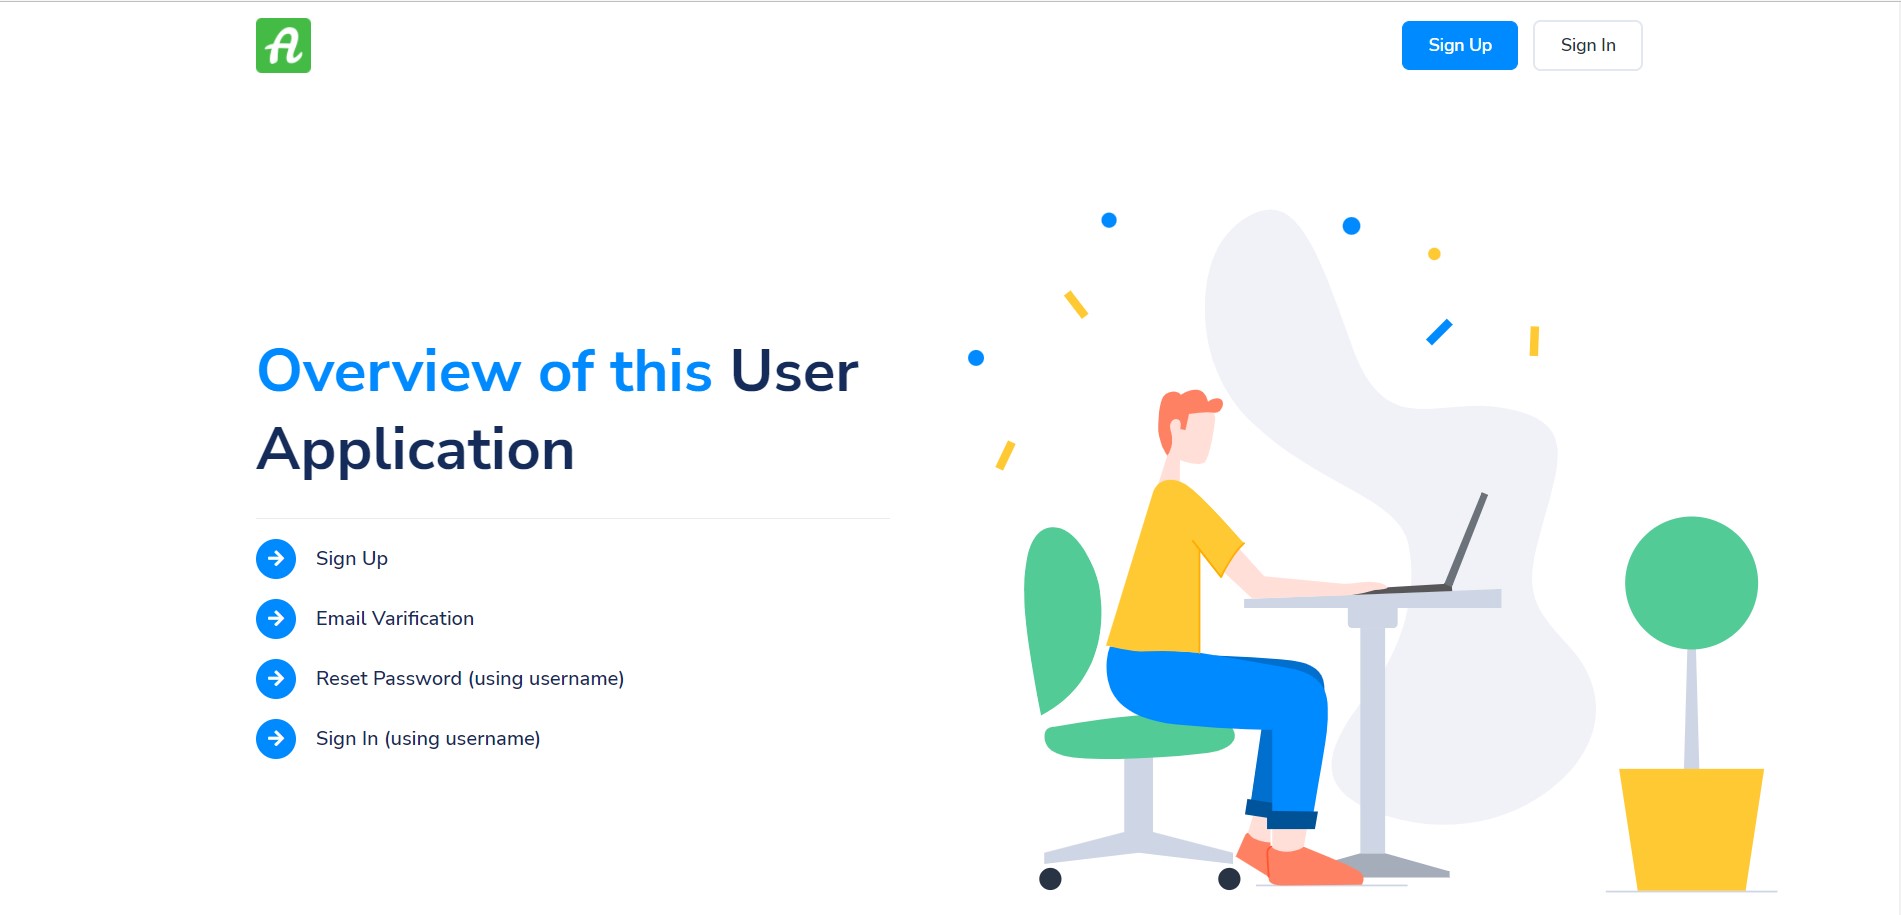 A
Sign Up
Sign In
Overview of this User
Application
Sign Up
Email Varification
Reset Password (using username)
Sign In (using username)